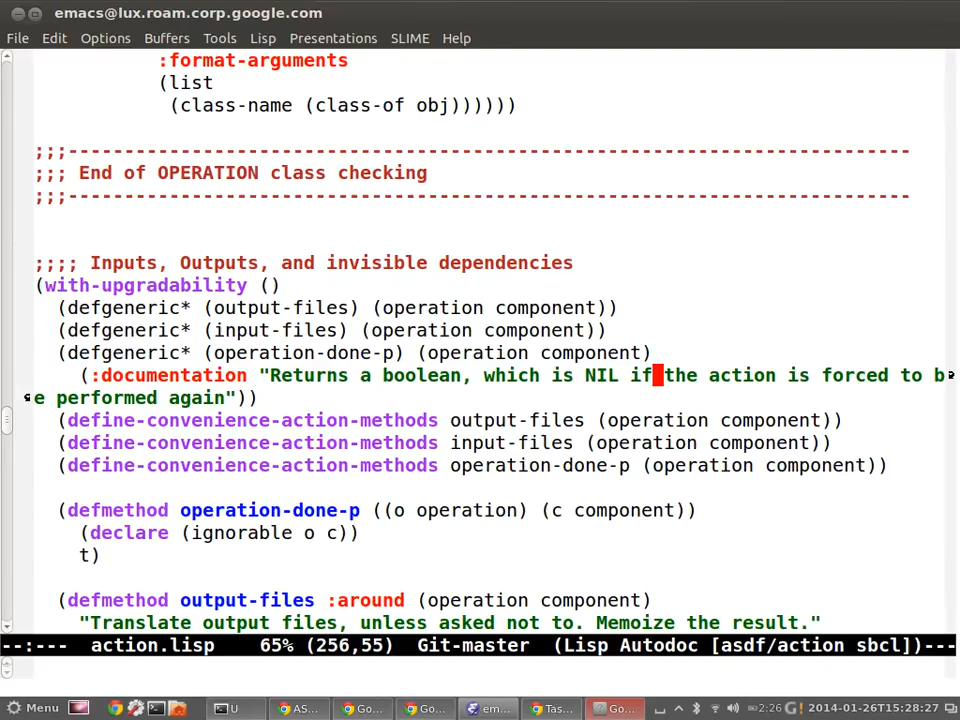 emacs@lux.roam.corp.google.com
File Edit Options Buffers Tools Lisp Presentations SLIME Help
:format-arguments
(list
(class-name (class-of obj))))))
;;;---------------------------------------------------------------------------
;;; End of OPERATION class checking
;;;---------------------------------------------------------------------------
;;;; Inputs, Outputs, and invisible dependencies
(with-upgradability ()
(defgeneric* (output-files) (operation component))
(defgeneric* (input-files) (operation component))
(defgeneric* (operation-done-p) (operation component)
(:documentation "Returns a boolean, which is NIL if the action is forced to b
e performed again"))
(define-convenience-action-methods output-files (operation component))
(define-convenience-action-methods input-files (operation component))
(define-convenience-action-methods operation-done-p (operation component))
(defmethod operation-done-p ((o operation) (c component))
(declare (ignorable o c))
t)
(defmethod output-files :around (operation component)
"Translate output files, unless asked not to. Memoize the result."
--:--- action.lisp 65% (256,55) Git-master (Lisp Autodoc [asdf/action sbcl])---
Menu U AS... Go... Go... em... Tas... Go... 2:26 2014-01-26T15:28:27